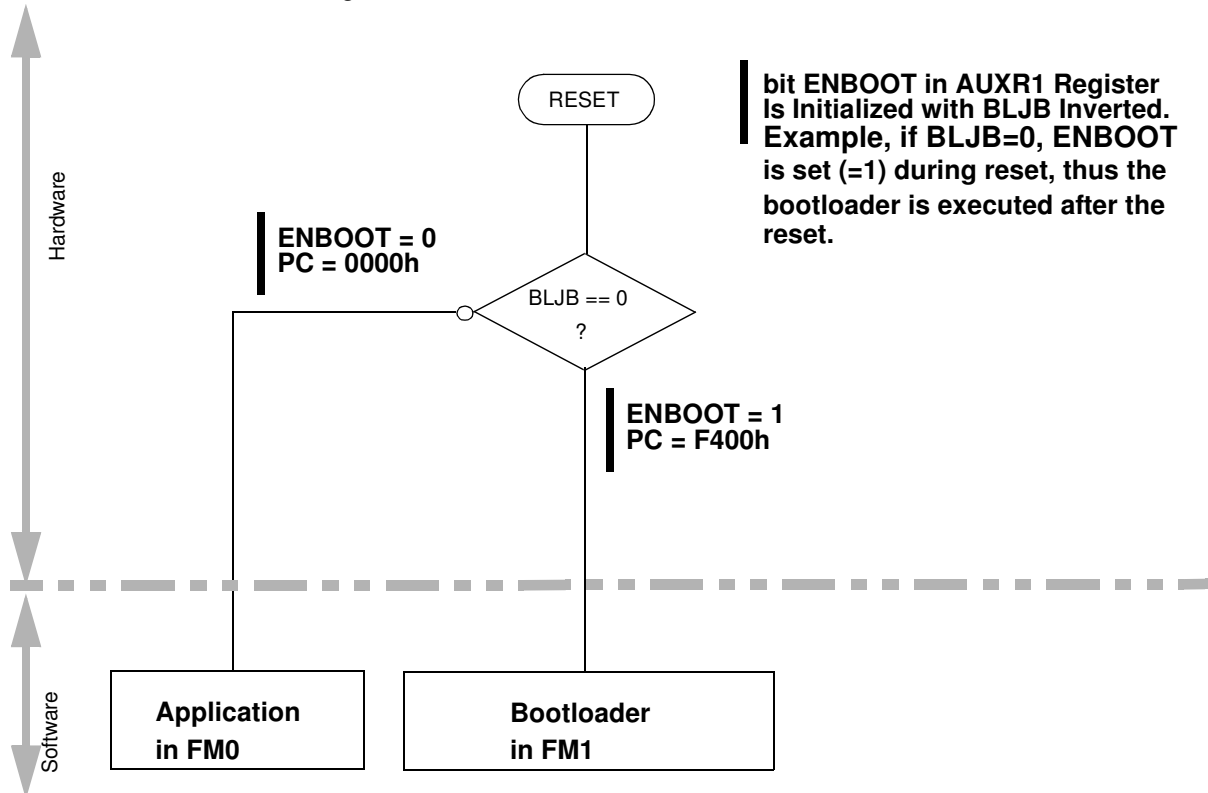 RESET
bit ENBOOT in AUXR1 Register
Is Initialized with BLJB Inverted.
Example, if BLJB=0, ENBOOT
is set (=1) during reset, thus the
bootloader is executed after the
reset.
Hardware
ENBOOT = 0
PC = 0000h
BLJB == 0
?
ENBOOT = 1
PC = F400h
Software
Application
in FM0
Bootloader
in FM1